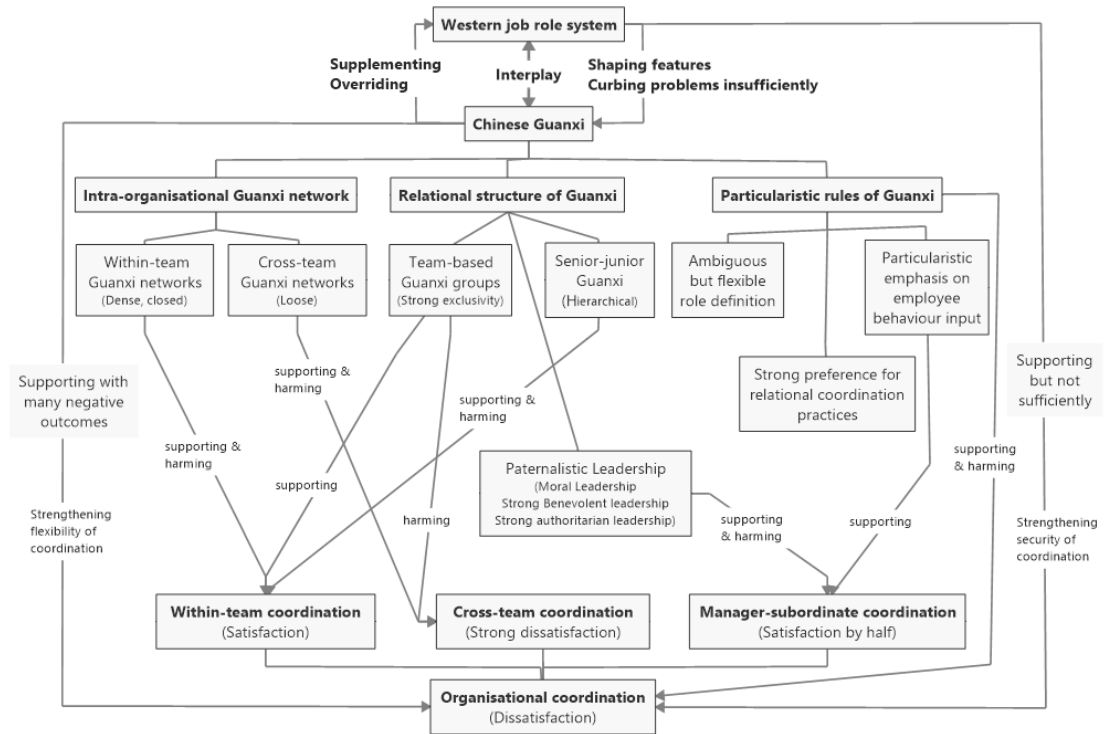 Western job role system
Supplementing
Overriding
Interplay
Shaping features
Curbing problems insufficiently
Chinese Guanxi
Intra-organisational Guanxi network
Relational structure of Guanxi
Particularistic rules of Guanxi
Within-team
Guanxi networks
(Dense, closed)
Cross-team
Guanxi networks
(Loose)
Team-based
Guanxi groups
(Strong exclusivity)
Senior-junior
Guanxi
(Hierarchical)
Ambiguous
but flexible
role definition
Particularistic
emphasis on
employee
behaviour input
Supporting with
many negative
outcomes
supporting &
harming
supporting &
harming
Strong preference for
relational coordination
practices
Supporting
but not
sufficiently
supporting &
harming
supporting
Paternalistic Leadership
(Moral Leadership
Strong Benevolent leadership
Strong authoritarian leadership)
supporting
& harming
Strengthening
flexibility of
coordination
harming
supporting
& harming
supporting
Strengthening
security of
coordination
Within-team coordination
(Satisfaction)
Cross-team coordination
(Strong dissatisfaction)
Manager-subordinate coordination
(Satisfaction by half)
Organisational coordination
(Dissatisfaction)